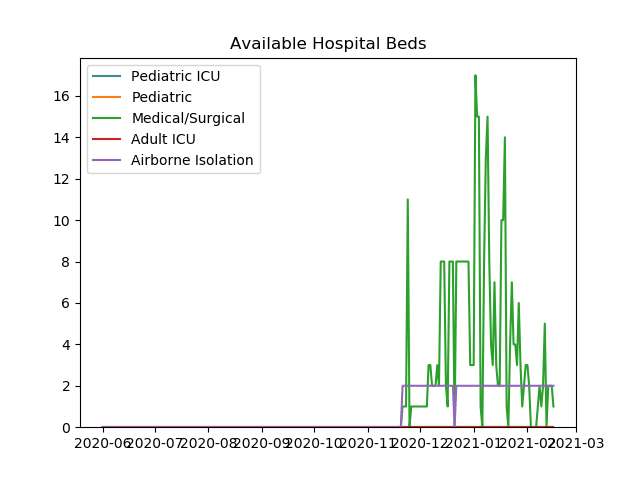 Available Hospital Beds
Pediatric ICU
Pediatric
Medical/Surgical
Adult ICU
Airborne Isolation
16
14
12
10
8
6
4
2
0
2020-06 2020-07 2020-08 2020-09 2020-10 2020-11 2020-12 2021-01 2021-02 2021-03